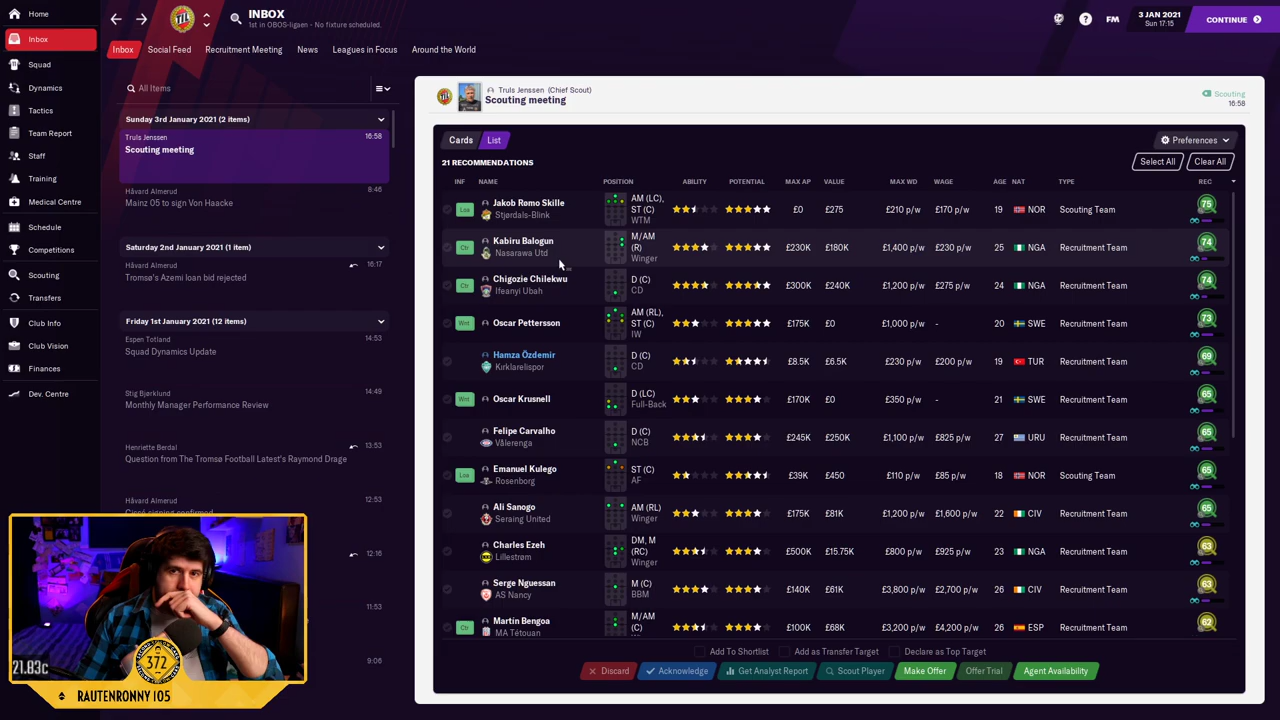 Home
INBOX
1st in OBOS-ligaen - No fixture scheduled.
FM
3 JAN 2021
Sun 17:15
CONTINUE
Inbox
Squad
Dynamics
Tactics
Team Report
Staff
Training
Medical Centre
Schedule
Competitions
Scouting
Transfers
Club Info
Club Vision
Finances
Dev. Centre
Inbox Social Feed Recruitment Meeting News Leagues in Focus Around the World
All Items
Sunday 3rd January 2021 (2 items)
Truls Jenssen 16:58
Scouting meeting
Håvard Almerud 8:46
Mainz 05 to sign Von Haacke
Saturday 2nd January 2021 (1 item)
Håvard Almerud 16:17
Tromsø's Azemi loan bid rejected
Friday 1st January 2021 (12 items)
Espen Totland 14:53
Squad Dynamics Update
Stig Bjørklund 14:49
Monthly Manager Performance Review
Henriette Berdal 13:53
Question from The Tromsø Football Latest's Raymond Drage
Håvard Almerud 12:53
Cissé signing confirmed
12:16
11:53
9:06
Truls Jenssen (Chief Scout)
Scouting meeting
Scouting
16:58
Cards List
Preferences
21 RECOMMENDATIONS
Select All Clear All
INF NAME POSITION ABILITY POTENTIAL MAX AP VALUE MAX WD WAGE AGE NAT TYPE REC
Loa Jakob Rømo Skille Stjørdals-Blink AM (LC), ST (C) WTM £0 £275 £210 p/w £170 p/w 19 NOR Scouting Team 75
Ctr Kabiru Balogun Nasarawa Utd M/AM (R) Winger £230K £180K £1,400 p/w £230 p/w 25 NGA Recruitment Team 74
Ctr Chigozie Chilekwu Ifeanyi Ubah D (C) CD £300K £240K £1,200 p/w £275 p/w 24 NGA Recruitment Team 74
Wnt Oscar Pettersson AM (RL), ST (C) IW £175K £0 £1,000 p/w - 20 SWE Recruitment Team 73
Hamza Özdemir Kırklarelispor D (C) CD £8.5K £6.5K £230 p/w £200 p/w 19 TUR Recruitment Team 69
Wnt Oscar Krusnell D (LC) Full-Back £170K £0 £350 p/w - 21 SWE Recruitment Team 65
Felipe Carvalho Vålerenga D (C) NCB £245K £250K £1,100 p/w £825 p/w 27 URU Recruitment Team 65
Loa Emanuel Kulego Rosenborg ST (C) AF £39K £450 £110 p/w £85 p/w 18 NOR Scouting Team 65
Ali Sanogo Seraing United AM (RL) Winger £175K £81K £1,200 p/w £1,600 p/w 22 CIV Recruitment Team 65
Charles Ezeh Lillestrøm DM, M (RC) Winger £500K £15.75K £800 p/w £925 p/w 23 NGA Recruitment Team 63
Serge Nguessan AS Nancy M (C) BBM £140K £61K £3,800 p/w £2,700 p/w 26 CIV Recruitment Team 63
Martín Bengoa MA Tétouan M/AM (C) £100K £68K £3,200 p/w £4,200 p/w 26 ESP Recruitment Team 62
Add To Shortlist Add as Transfer Target Declare as Top Target
Discard Acknowledge Get Analyst Report Scout Player Make Offer Offer Trial Agent Availability
372
RAUTENRONNY 105